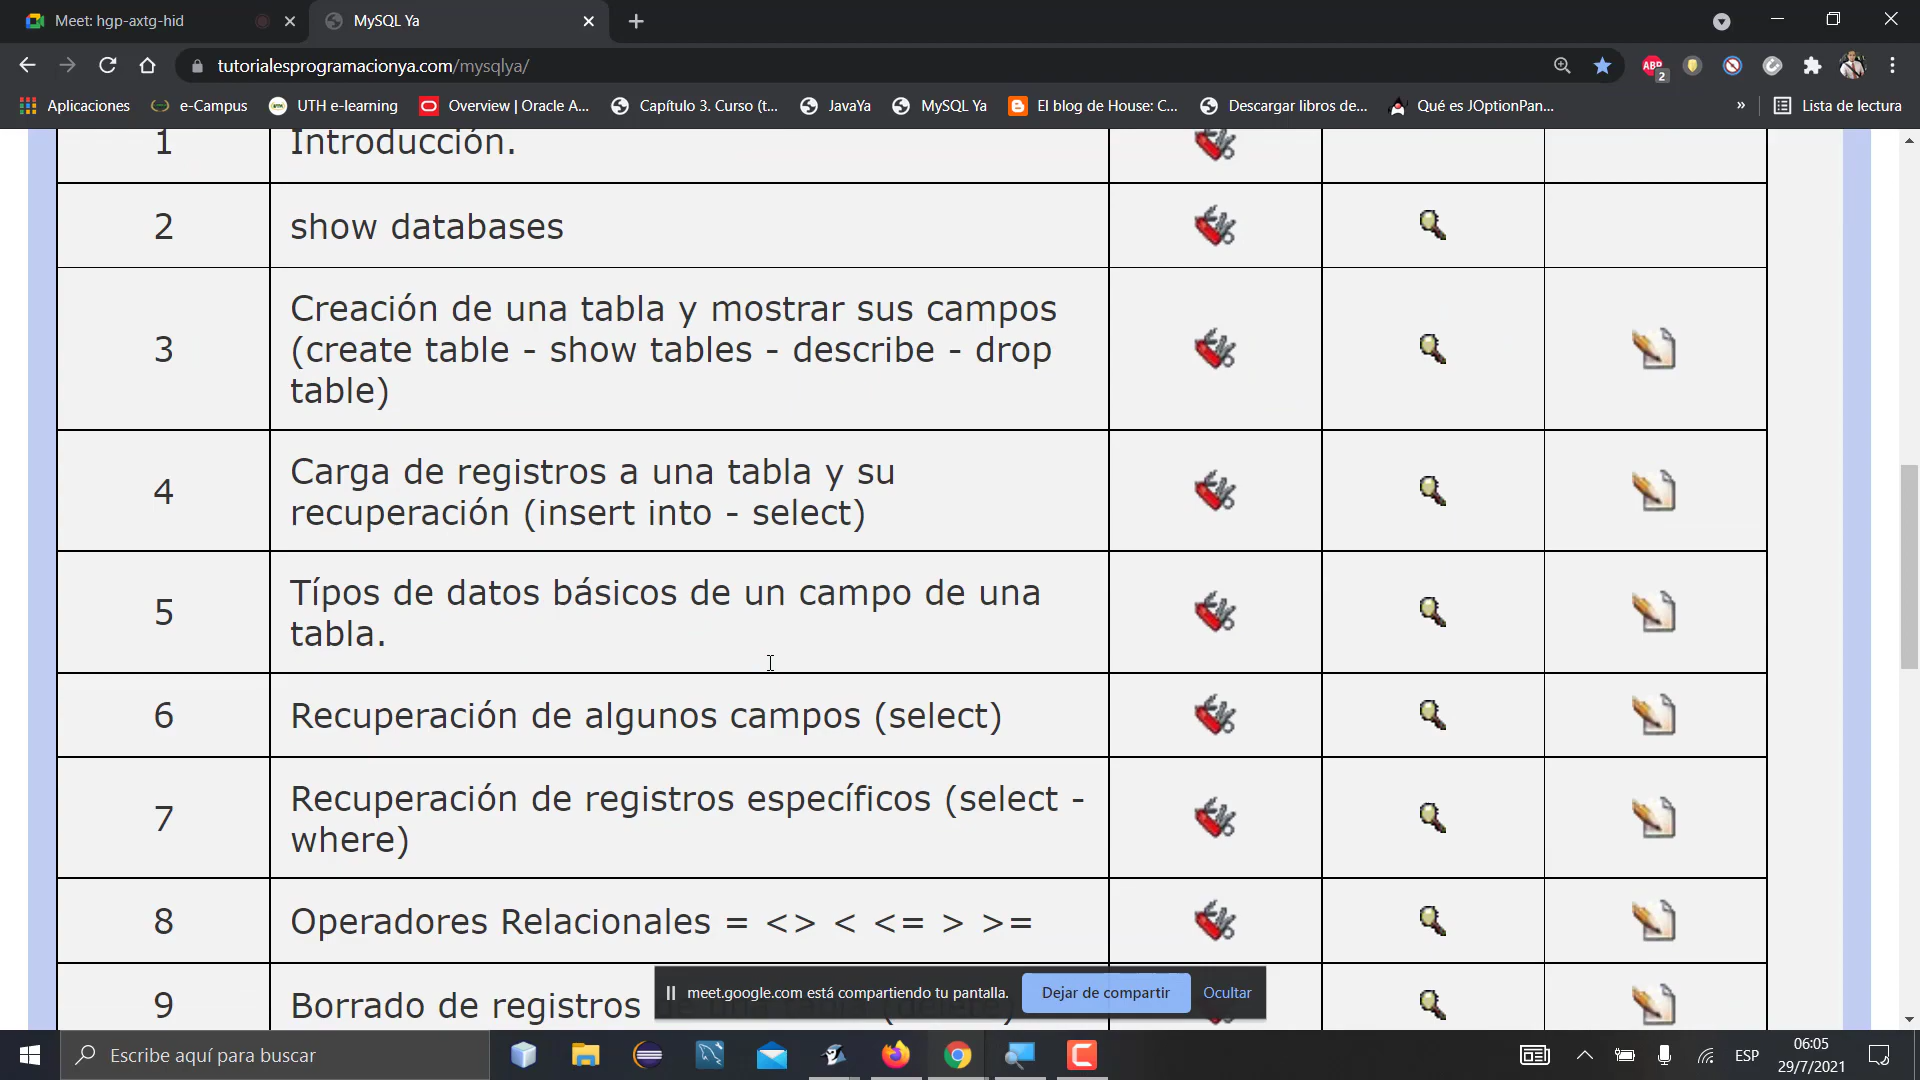 Meet: hgp-axtg-hid
MySQL Ya
tutorialesprogramacionya.com/mysqlya/
ABP
2
Aplicaciones
e-Campus
UTH e-learning
Overview | Oracle A...
Capítulo 3. Curso (t...
JavaYa
MySQL Ya
El blog de House: C...
Descargar libros de...
Qué es JOptionPan...
»
Lista de lectura
1
Introducción.
2
show databases
3
Creación de una tabla y mostrar sus campos
(create table - show tables - describe - drop
table)
4
Carga de registros a una tabla y su
recuperación (insert into - select)
5
Típos de datos básicos de un campo de una
tabla.
6
Recuperación de algunos campos (select)
7
Recuperación de registros específicos (select -
where)
8
Operadores Relacionales = <> < <= > >=
9
Borrado de registros
meet.google.com está compartiendo tu pantalla.
Dejar de compartir
Ocultar
Escribe aquí para buscar
ESP
06:05
29/7/2021